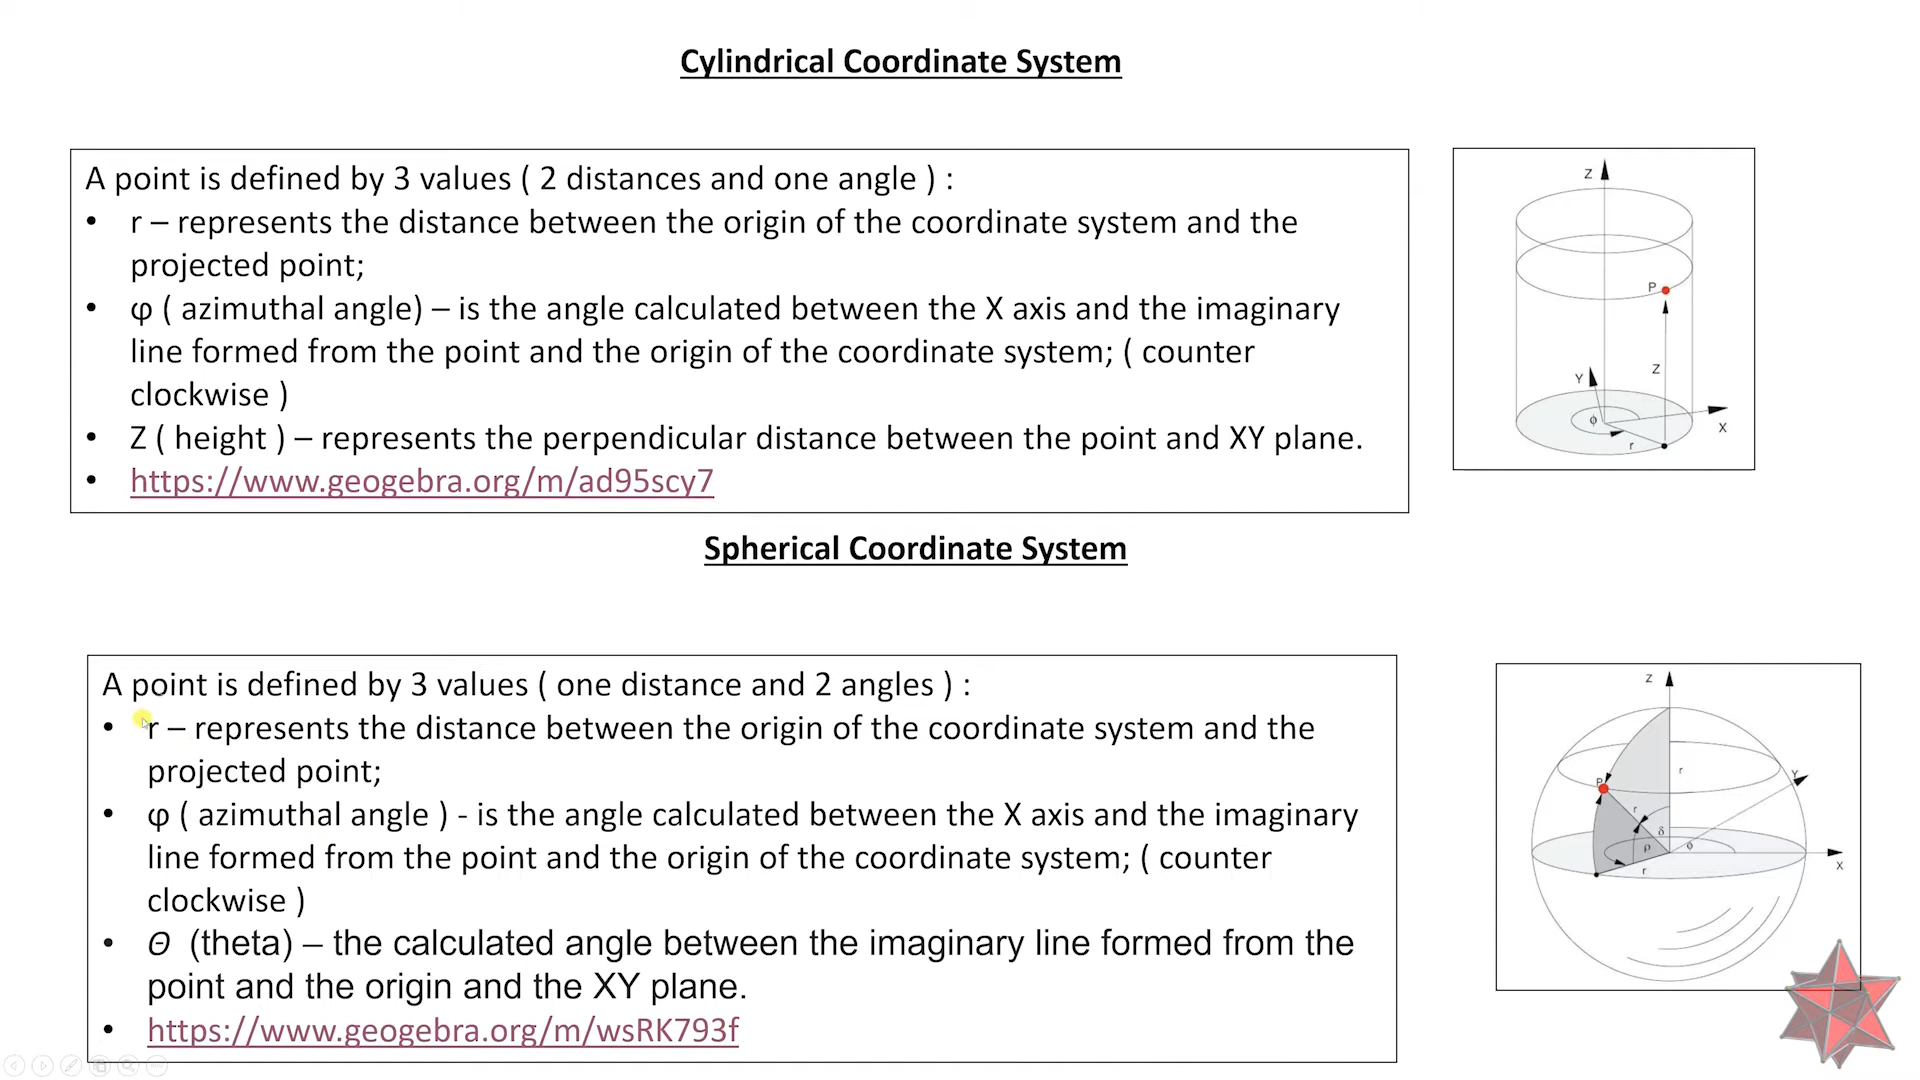 Cylindrical Coordinate System
A point is defined by 3 values ( 2 distances and one angle ) :
• r – represents the distance between the origin of the coordinate system and the
projected point;
• φ ( azimuthal angle) – is the angle calculated between the X axis and the imaginary
line formed from the point and the origin of the coordinate system; ( counter
clockwise )
• Z ( height ) – represents the perpendicular distance between the point and XY plane.
• https://www.geogebra.org/m/ad95scy7
Z
P
Z
Y
ϕ
r
X
Spherical Coordinate System
A point is defined by 3 values ( one distance and 2 angles ) :
• r – represents the distance between the origin of the coordinate system and the
projected point;
• φ ( azimuthal angle ) - is the angle calculated between the X axis and the imaginary
line formed from the point and the origin of the coordinate system; ( counter
clockwise )
• Θ (theta) – the calculated angle between the imaginary line formed from the
point and the origin and the XY plane.
• https://www.geogebra.org/m/wsRK793f
Z
r
Y
P
r
δ
ρ
ϕ
r
X